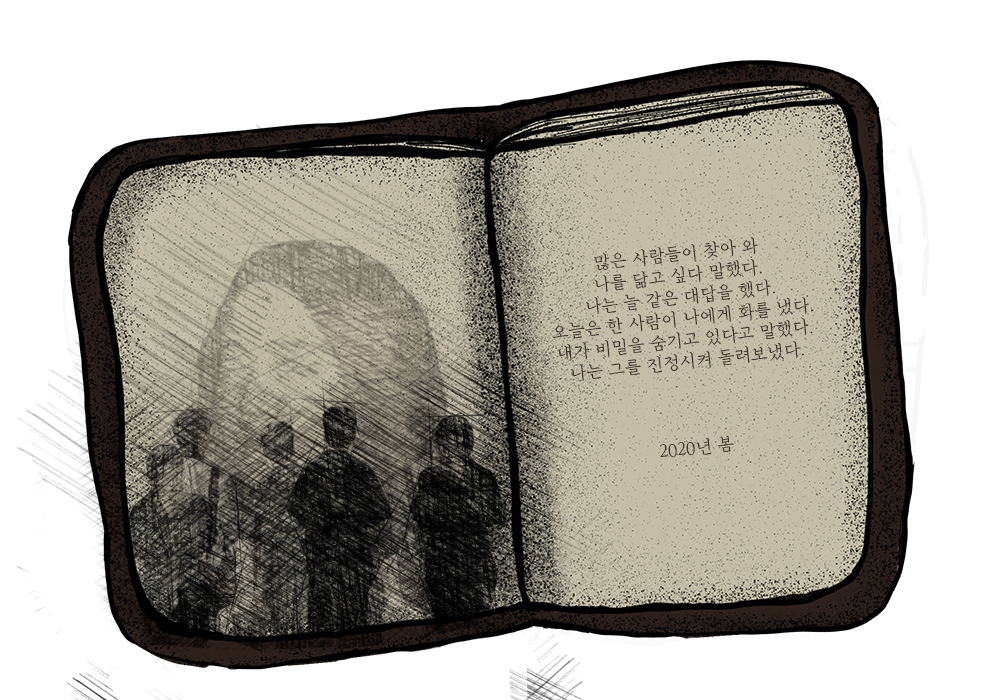 많은 사람들이 찾아 와
나를 닮고 싶다 말했다.
나는 늘 같은 대답을 했다.
오늘은 한 사람이 나에게 화를 냈다,
내가 비밀을 숨기고 있다고 말했다.
나는 그를 진정시켜 돌려보냈다.
2020년 봄